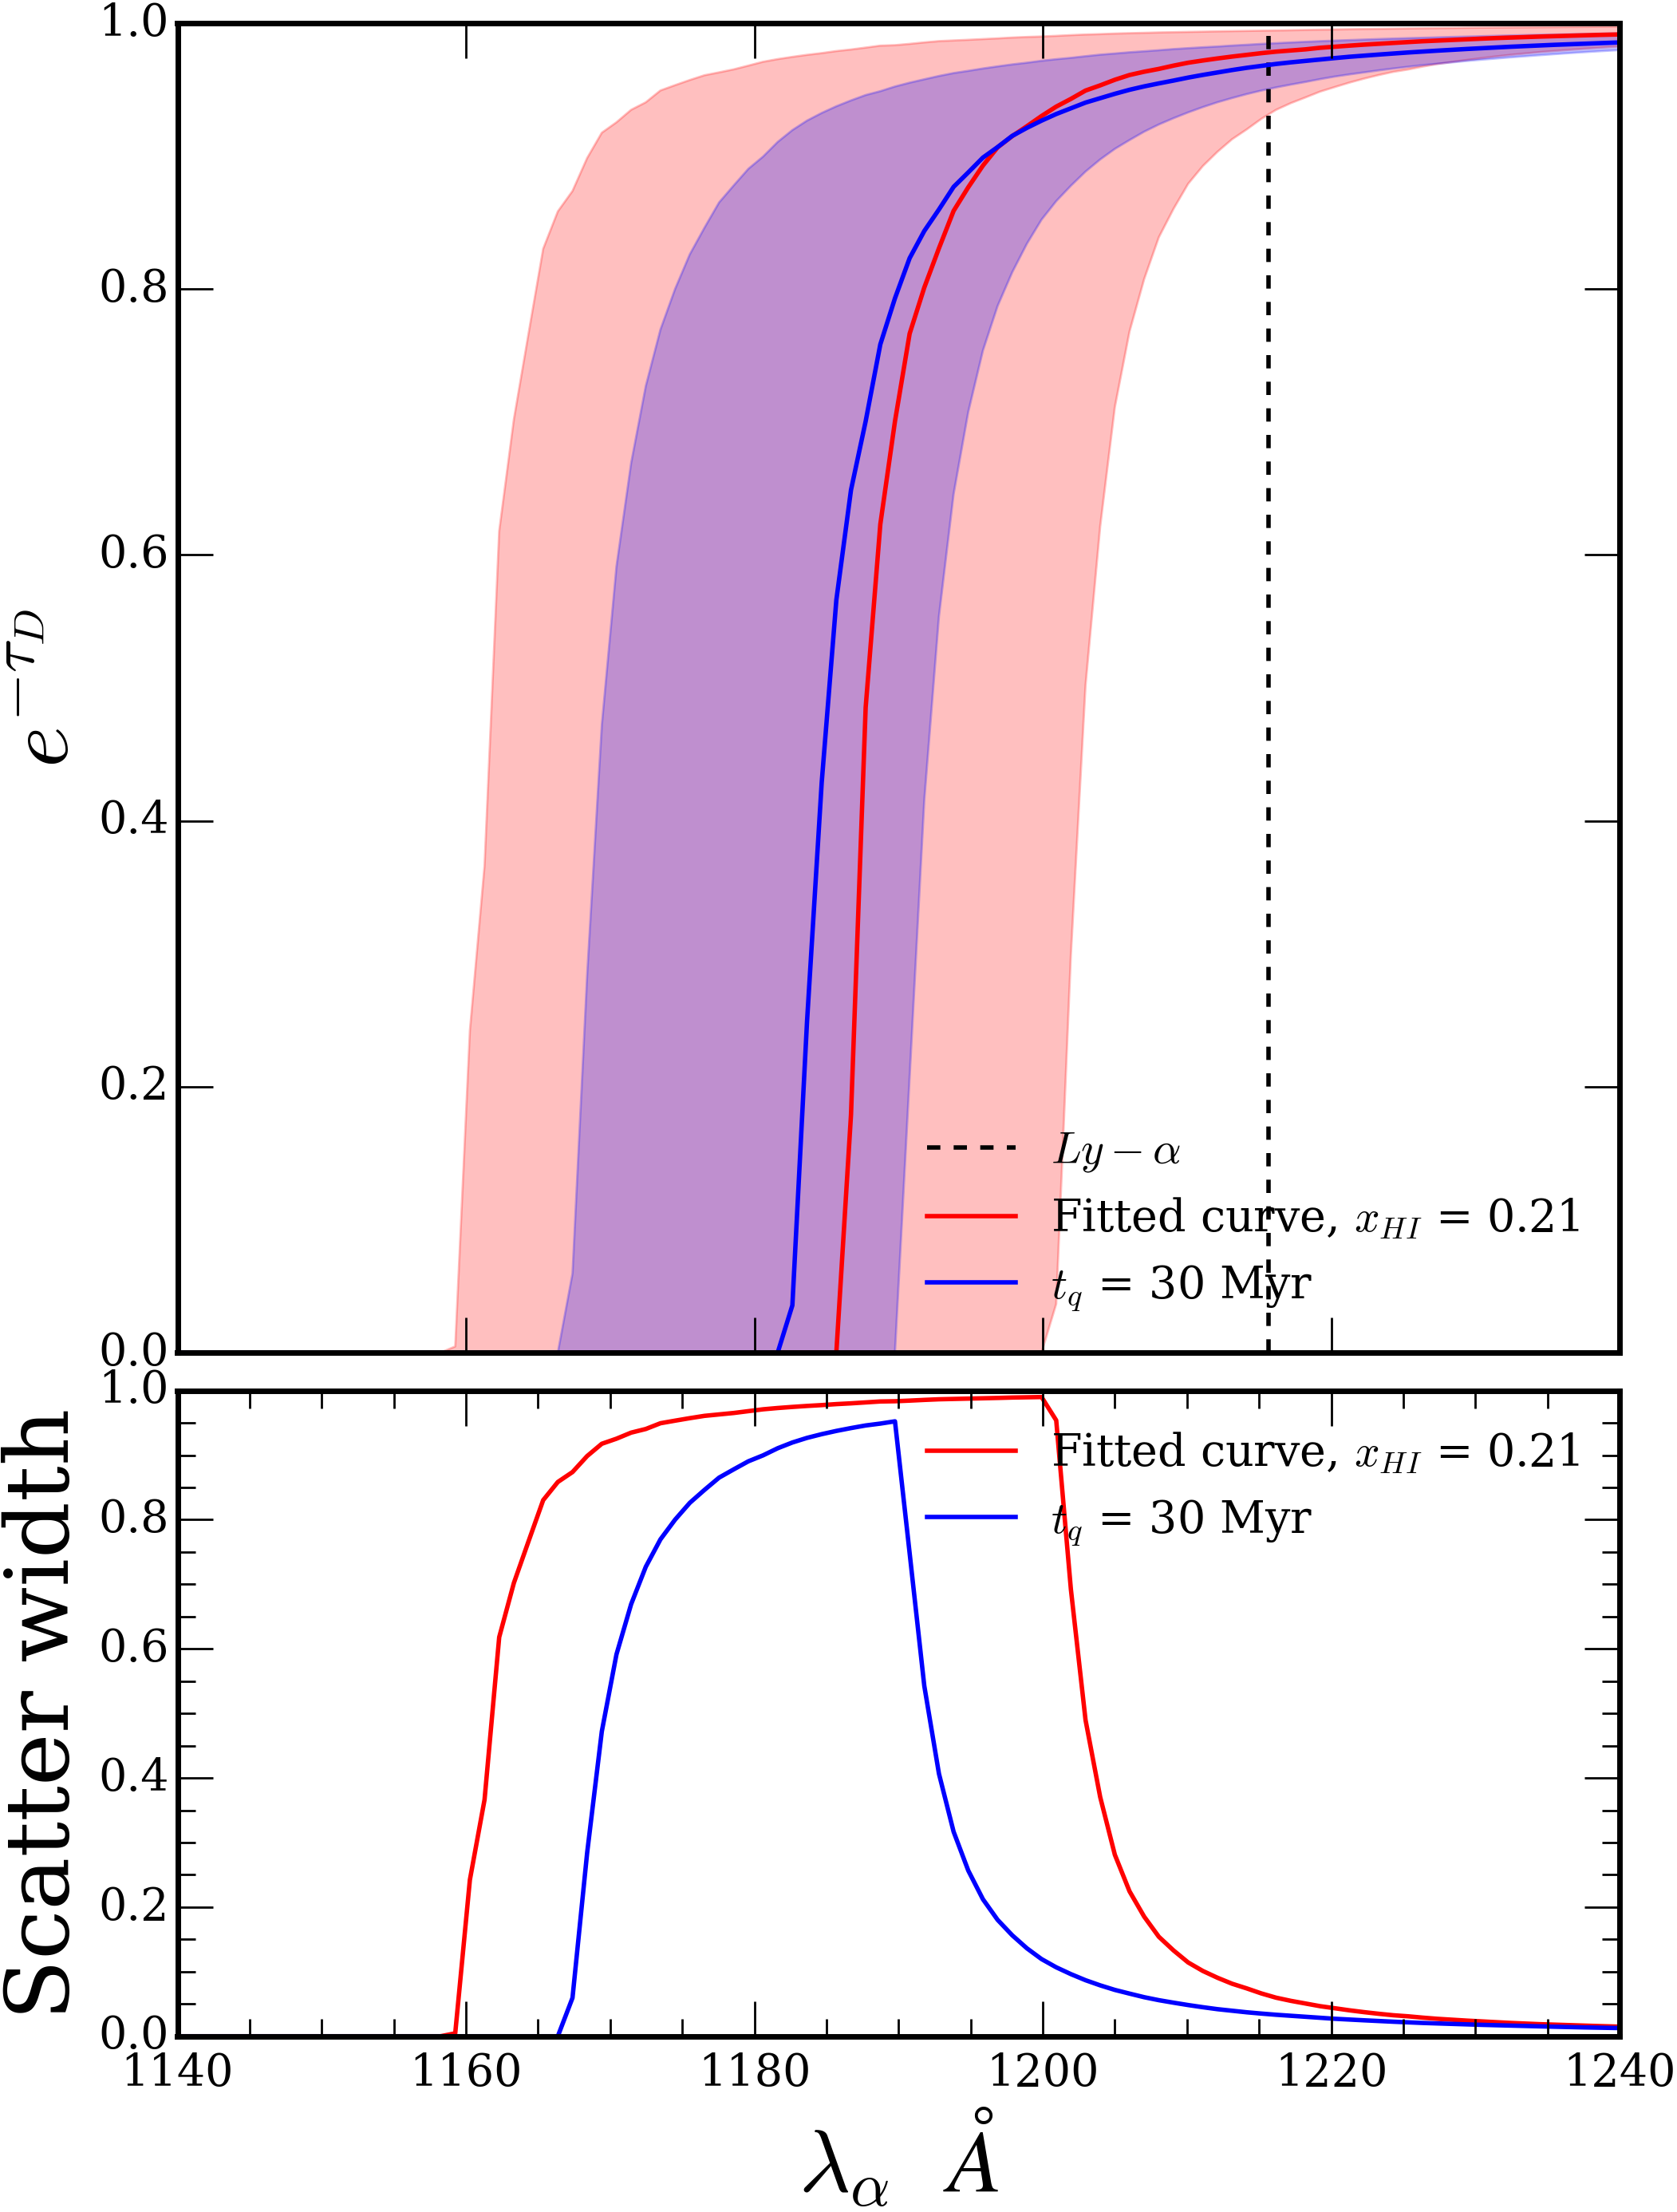 1.0
0.8
0.6
0.4
0.2
0.0
e^{-τ_D}
Ly − α
Fitted curve, x_{HI} = 0.21
t_q = 30 Myr
1.0
0.8
0.6
0.4
0.2
0.0
Scatter width
Fitted curve, x_{HI} = 0.21
t_q = 30 Myr
1140 1160 1180 1200 1220 1240
λ_α Å